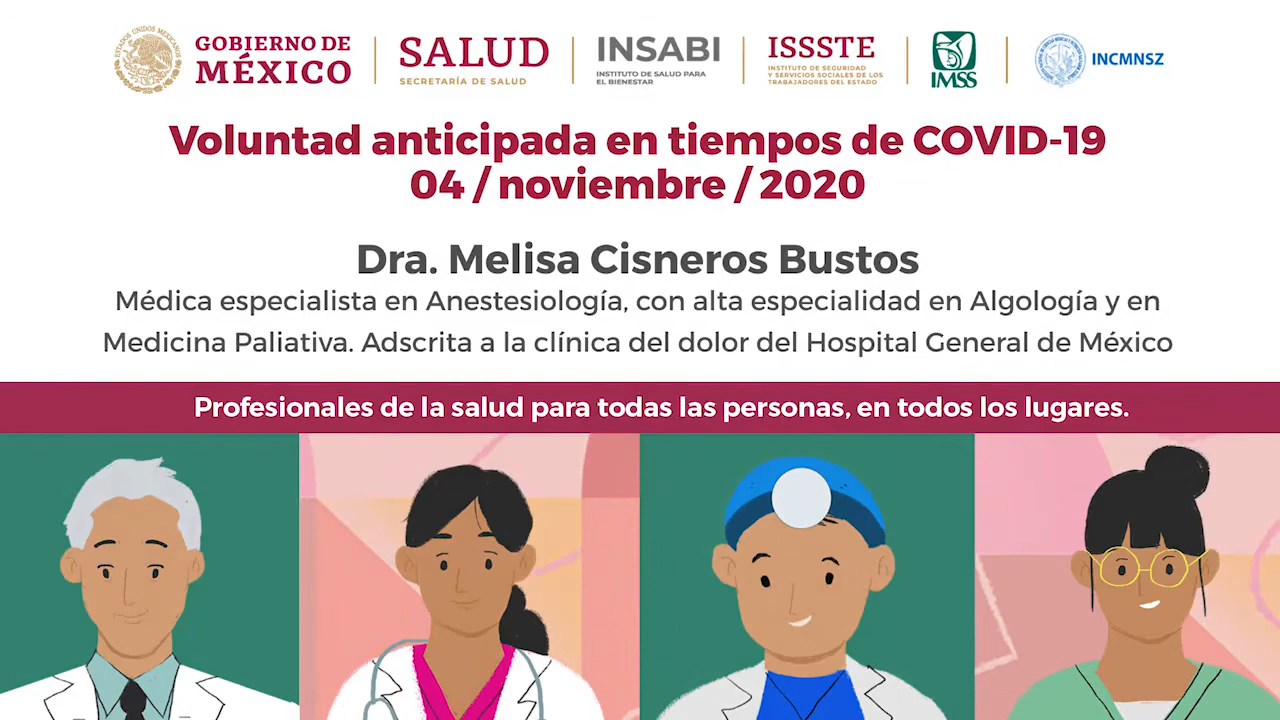 GOBIERNO DE
MÉXICO
SALUD
SECRETARÍA DE SALUD
INSABI
INSTITUTO DE SALUD PARA
EL BIENESTAR
ISSSTE
INSTITUTO DE SEGURIDAD
Y SERVICIOS SOCIALES DE LOS
TRABAJADORES DEL ESTADO
IMSS
INCMNSZ
Voluntad anticipada en tiempos de COVID-19
04 / noviembre / 2020
Dra. Melisa Cisneros Bustos
Médica especialista en Anestesiología, con alta especialidad en Algología y en
Medicina Paliativa. Adscrita a la clínica del dolor del Hospital General de México
Profesionales de la salud para todas las personas, en todos los lugares.